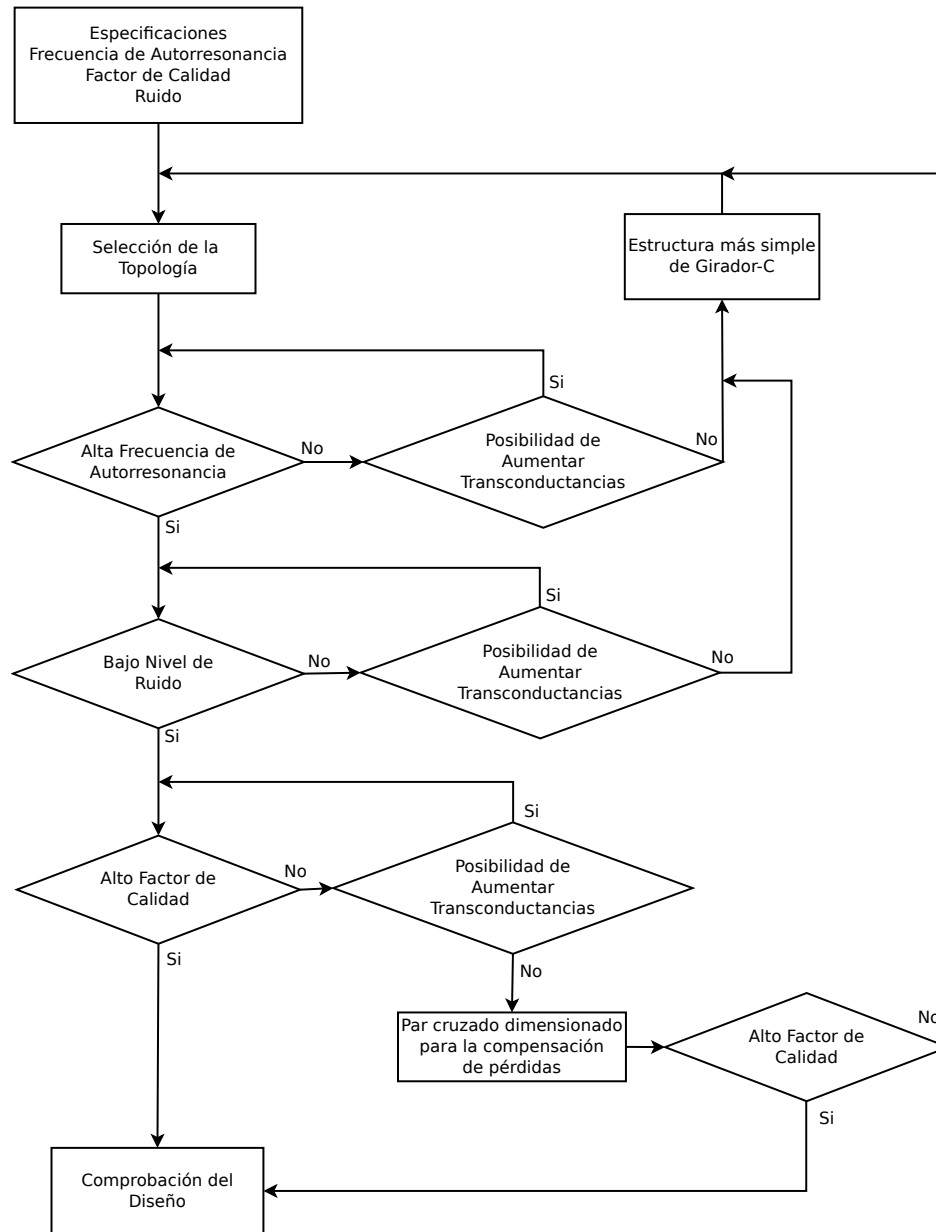 Especificaciones
Frecuencia de Autorresonancia
Factor de Calidad
Ruido
Selección de la
Topología
Estructura más simple
de Girador-C
Si
Alta Frecuencia de
Autorresonancia
No
Posibilidad de
Aumentar
Transconductancias
No
Si
Si
Bajo Nivel de
Ruido
No
Posibilidad de
Aumentar
Transconductancias
No
Si
Si
Alto Factor de
Calidad
No
Posibilidad de
Aumentar
Transconductancias
Si
No
Par cruzado dimensionado
para la compensación
de pérdidas
Alto Factor de
Calidad
No
Si
Comprobación del
Diseño